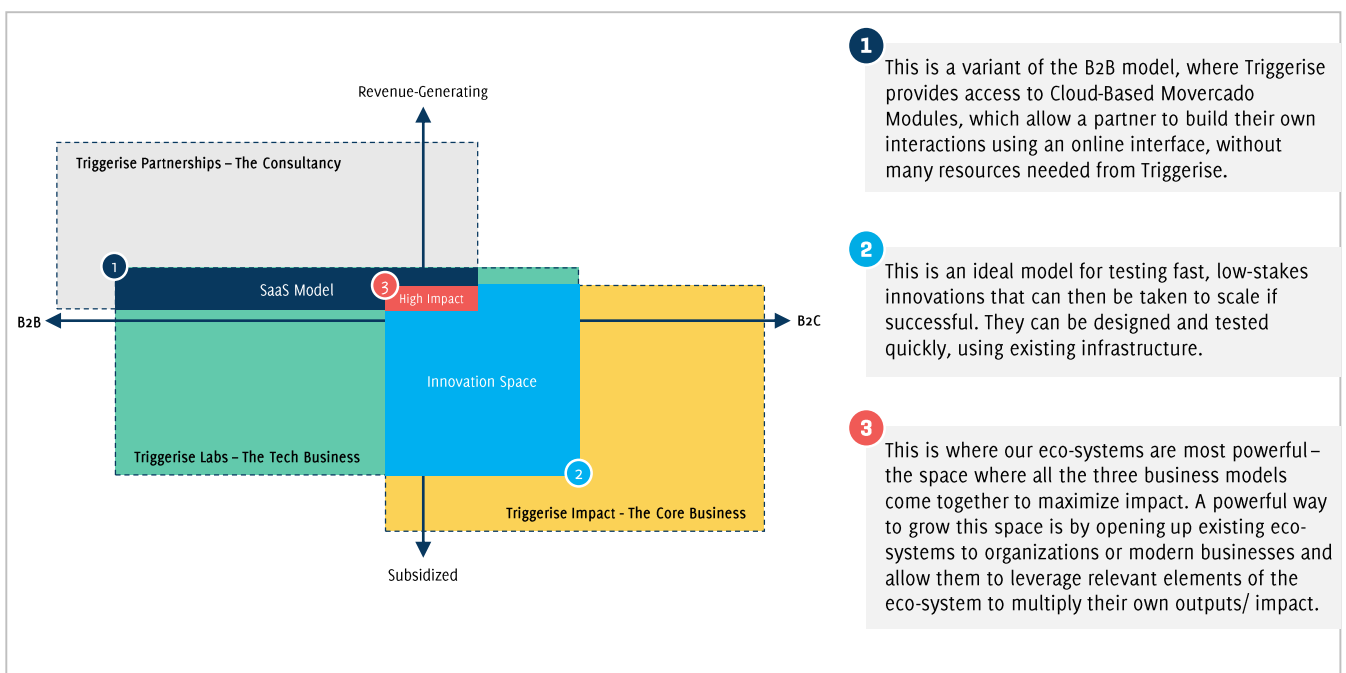 Revenue-Generating
Triggerise Partnerships – The Consultancy
1
SaaS Model
3
High Impact
B2B
B2C
Innovation Space
Triggerise Labs – The Tech Business
2
Triggerise Impact - The Core Business
Subsidized
1
This is a variant of the B2B model, where Triggerise
provides access to Cloud-Based Movercado
Modules, which allow a partner to build their own
interactions using an online interface, without
many resources needed from Triggerise.
2
This is an ideal model for testing fast, low-stakes
innovations that can then be taken to scale if
successful. They can be designed and tested
quickly, using existing infrastructure.
3
This is where our eco-systems are most powerful –
the space where all the three business models
come together to maximize impact. A powerful way
to grow this space is by opening up existing eco-
systems to organizations or modern businesses and
allow them to leverage relevant elements of the
eco-system to multiply their own outputs/ impact.